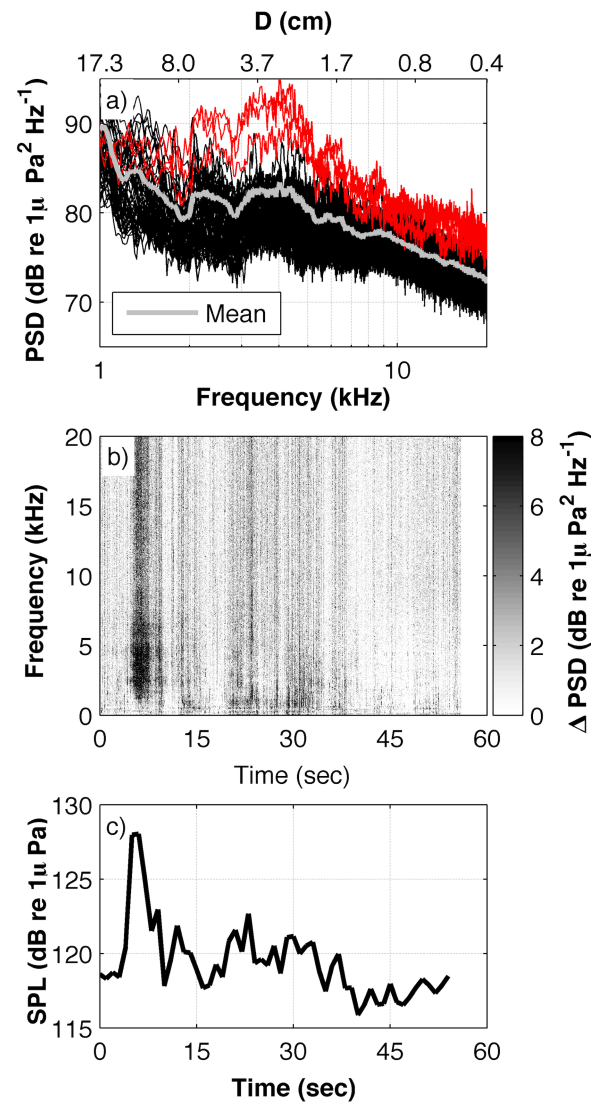 D (cm)
17.3 8.0 3.7 1.7 0.8 0.4
a)
90
80
70
PSD (dB re 1μ Pa² Hz⁻¹)
Mean
1 10
Frequency (kHz)
b)
20
15
10
5
0
Frequency (kHz)
8
6
4
2
0
Δ PSD (dB re 1μ Pa² Hz⁻¹)
0 15 30 45 60
Time (sec)
c)
130
125
120
115
SPL (dB re 1μ Pa)
0 15 30 45 60
Time (sec)